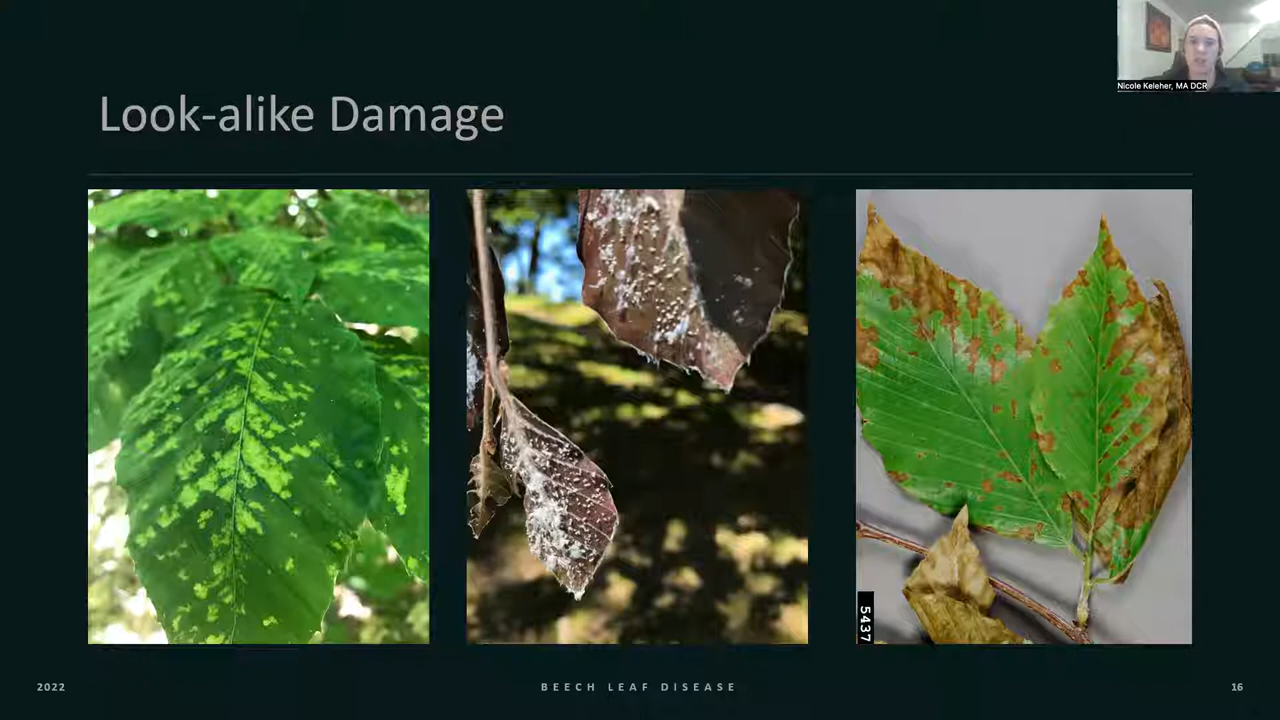 Nicole Keleher, MA DCR
Look-alike Damage
5437
2022
BEECH LEAF DISEASE
16